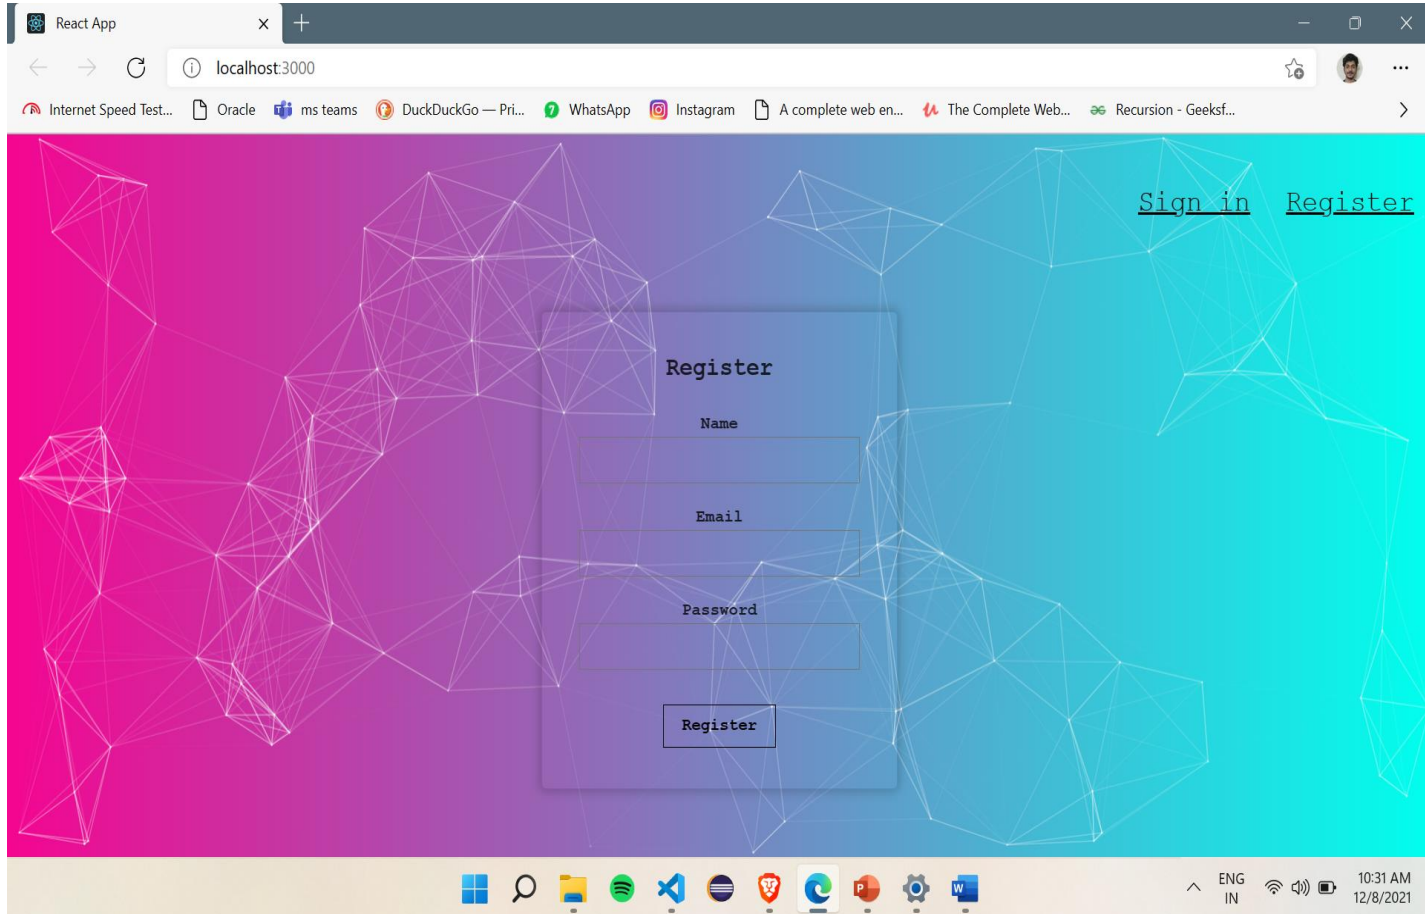 React App
localhost:3000
Internet Speed Test... Oracle ms teams DuckDuckGo — Pri... WhatsApp Instagram A complete web en... The Complete Web... Recursion - Geeksf...
Sign in Register
Register
Name
Email
Password
Register
ENG
IN
10:31 AM
12/8/2021